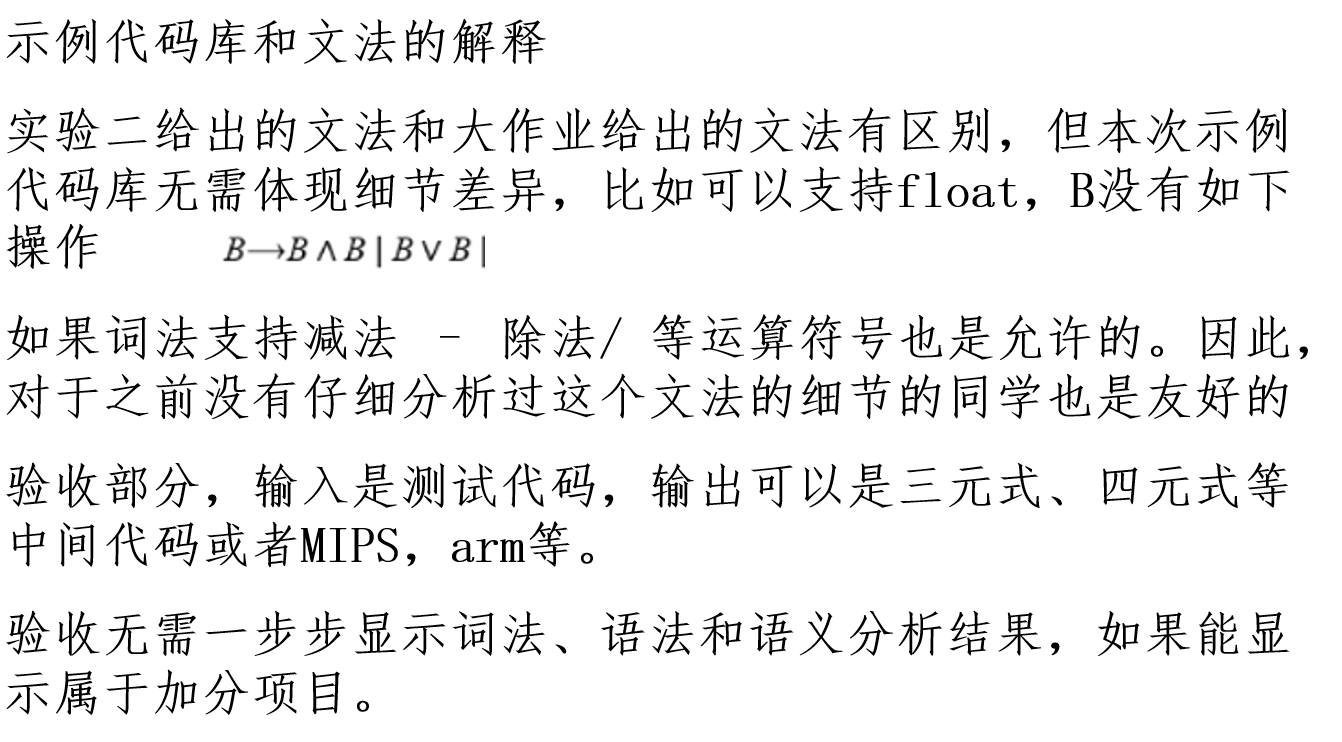 示例代码库和文法的解释
实验二给出的文法和大作业给出的文法有区别，但本次示例
代码库无需体现细节差异，比如可以支持float，B没有如下
操作 B→B∧B|B∨B|
如果词法支持减法 - 除法/ 等运算符号也是允许的。因此，
对于之前没有仔细分析过这个文法的细节的同学也是友好的
验收部分，输入是测试代码，输出可以是三元式、四元式等
中间代码或者MIPS，arm等。
验收无需一步步显示词法、语法和语义分析结果，如果能显
示属于加分项目。